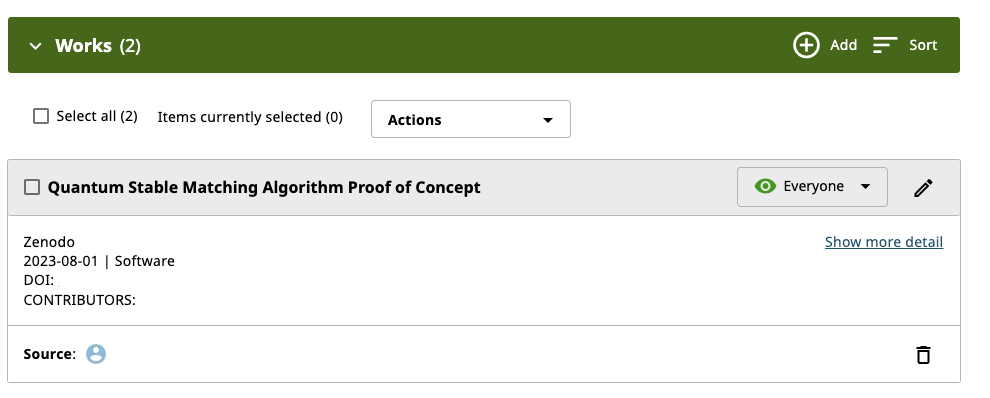 Works (2) Add Sort
Select all (2) Items currently selected (0) Actions
Quantum Stable Matching Algorithm Proof of Concept Everyone
Zenodo Show more detail
2023-08-01 | Software
DOI:
CONTRIBUTORS:
Source: